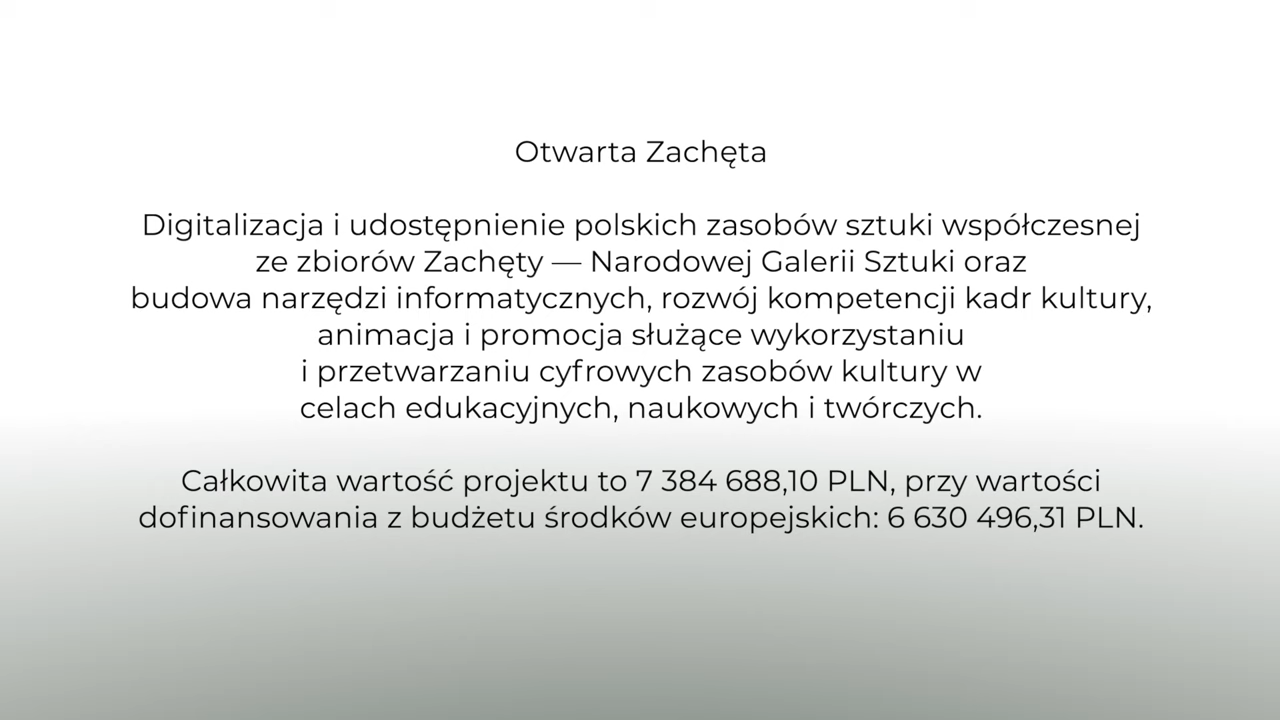 Otwarta Zachęta
Digitalizacja i udostępnienie polskich zasobów sztuki współczesnej
ze zbiorów Zachęty — Narodowej Galerii Sztuki oraz
budowa narzędzi informatycznych, rozwój kompetencji kadr kultury,
animacja i promocja służące wykorzystaniu
i przetwarzaniu cyfrowych zasobów kultury w
celach edukacyjnych, naukowych i twórczych.
Całkowita wartość projektu to 7 384 688,10 PLN, przy wartości
dofinansowania z budżetu środków europejskich: 6 630 496,31 PLN.